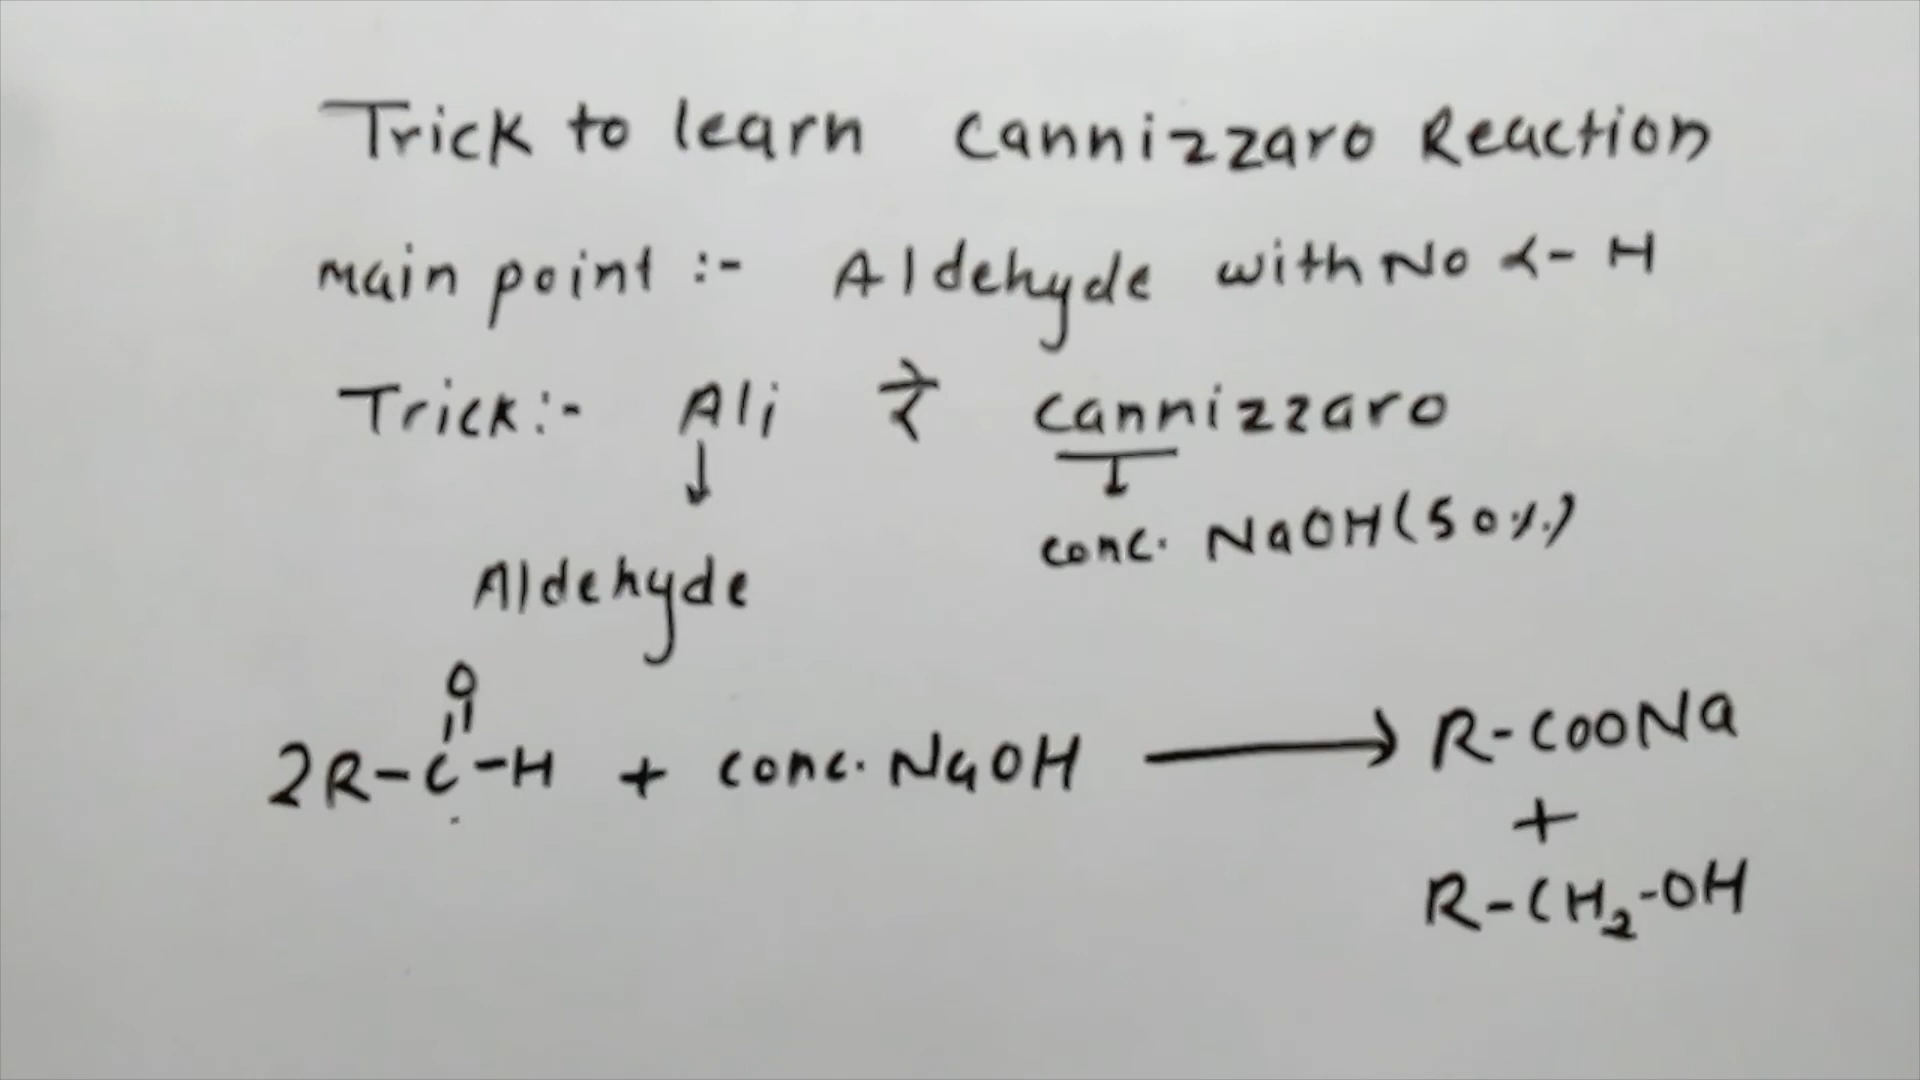 Trick to learn Cannizzaro Reaction
main point :- Aldehyde with No α-H
Trick:- Ali रे Cannizzaro
↓
conc. NaOH (50%)
Aldehyde
O
||
2R-C-H + conc. NaOH ⟶ R-COONa
+
R-CH₂-OH